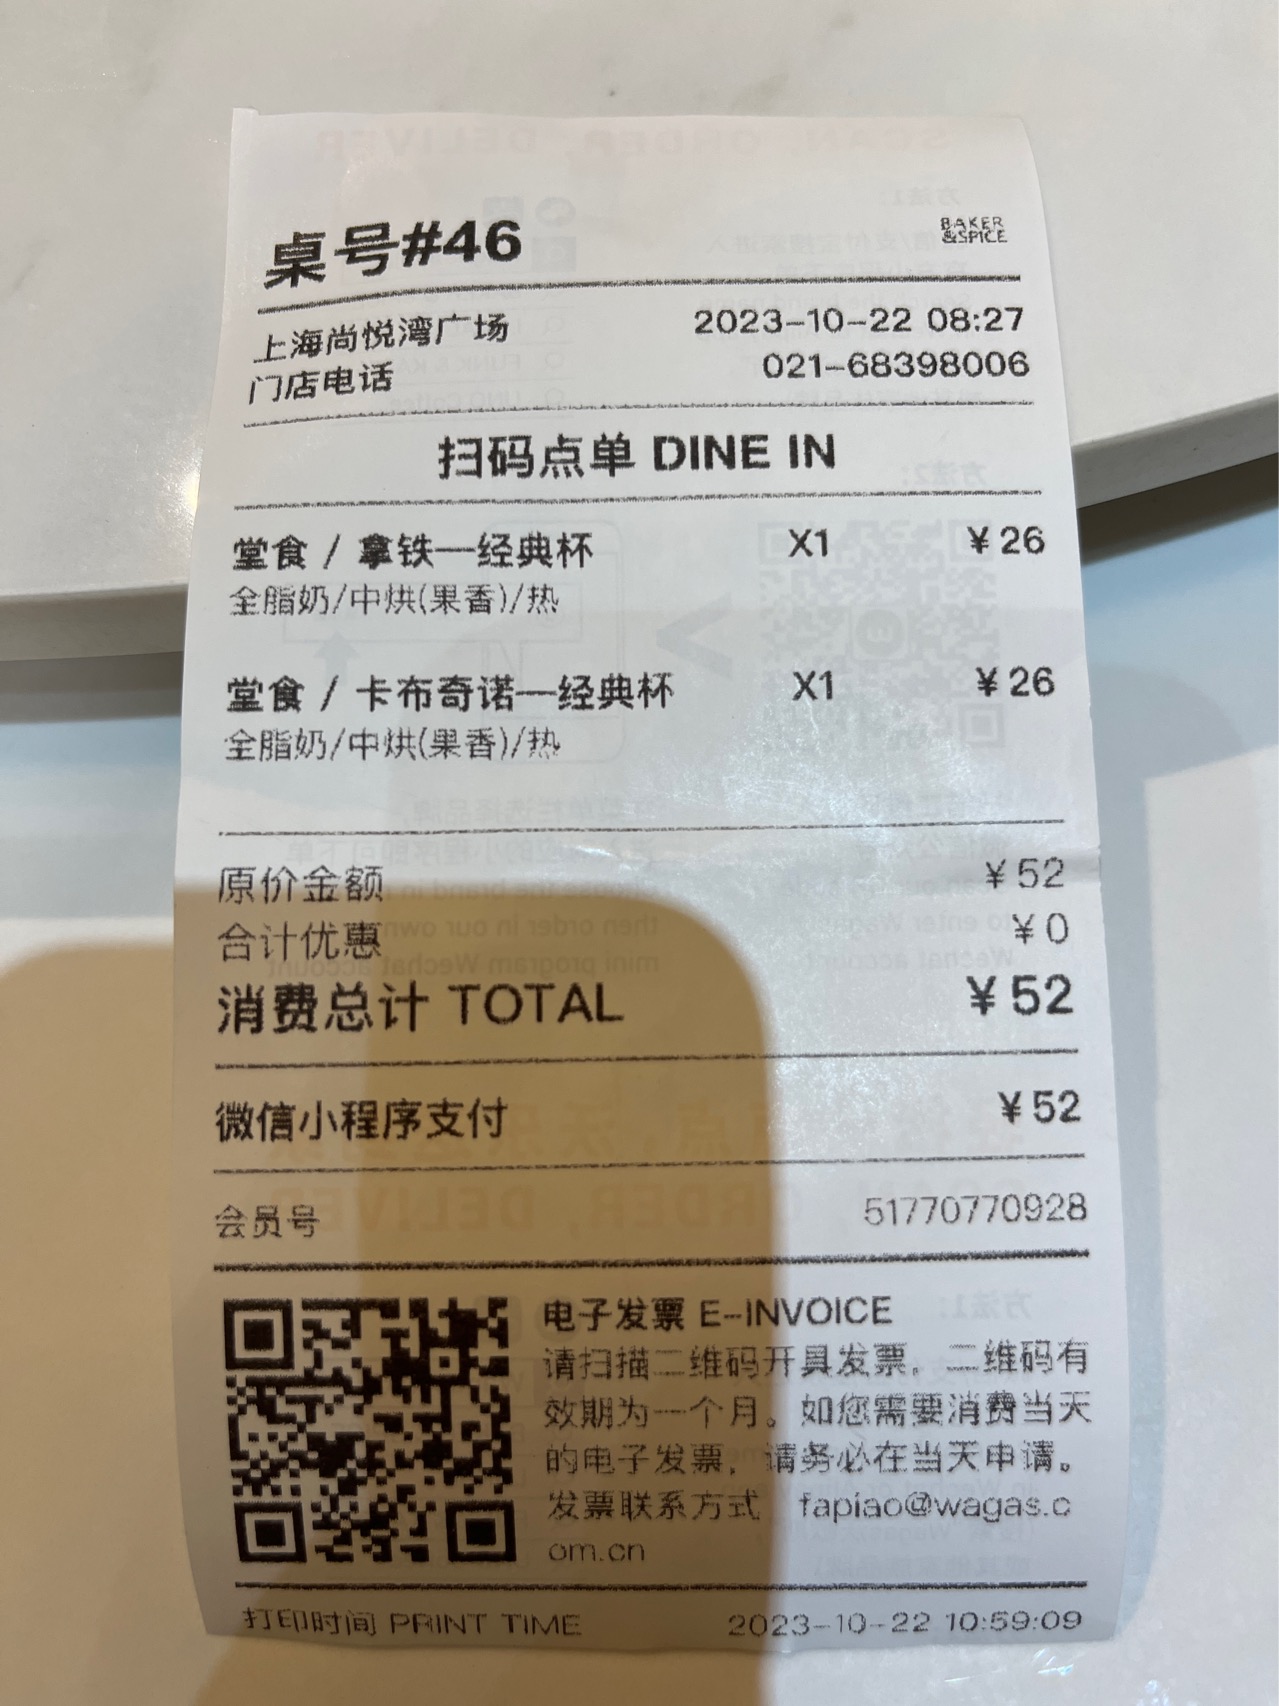 桌号#46
BAKER
&SPICE
上海尚悦湾广场 2023-10-22 08:27
门店电话 021-68398006
扫码点单 DINE IN
堂食 / 拿铁—经典杯 X1 ¥26
全脂奶/中烘(果香)/热
堂食 / 卡布奇诺—经典杯 X1 ¥26
全脂奶/中烘(果香)/热
原价金额 ¥52
合计优惠 ¥0
消费总计 TOTAL ¥52
微信小程序支付 ¥52
会员号 51770770928
电子发票 E-INVOICE
请扫描二维码开具发票，二维码有
效期为一个月。如您需要消费当天
的电子发票，请务必在当天申请。
发票联系方式 fapiao@wagas.c
om.cn
打印时间 PRINT TIME 2023-10-22 10:59:09